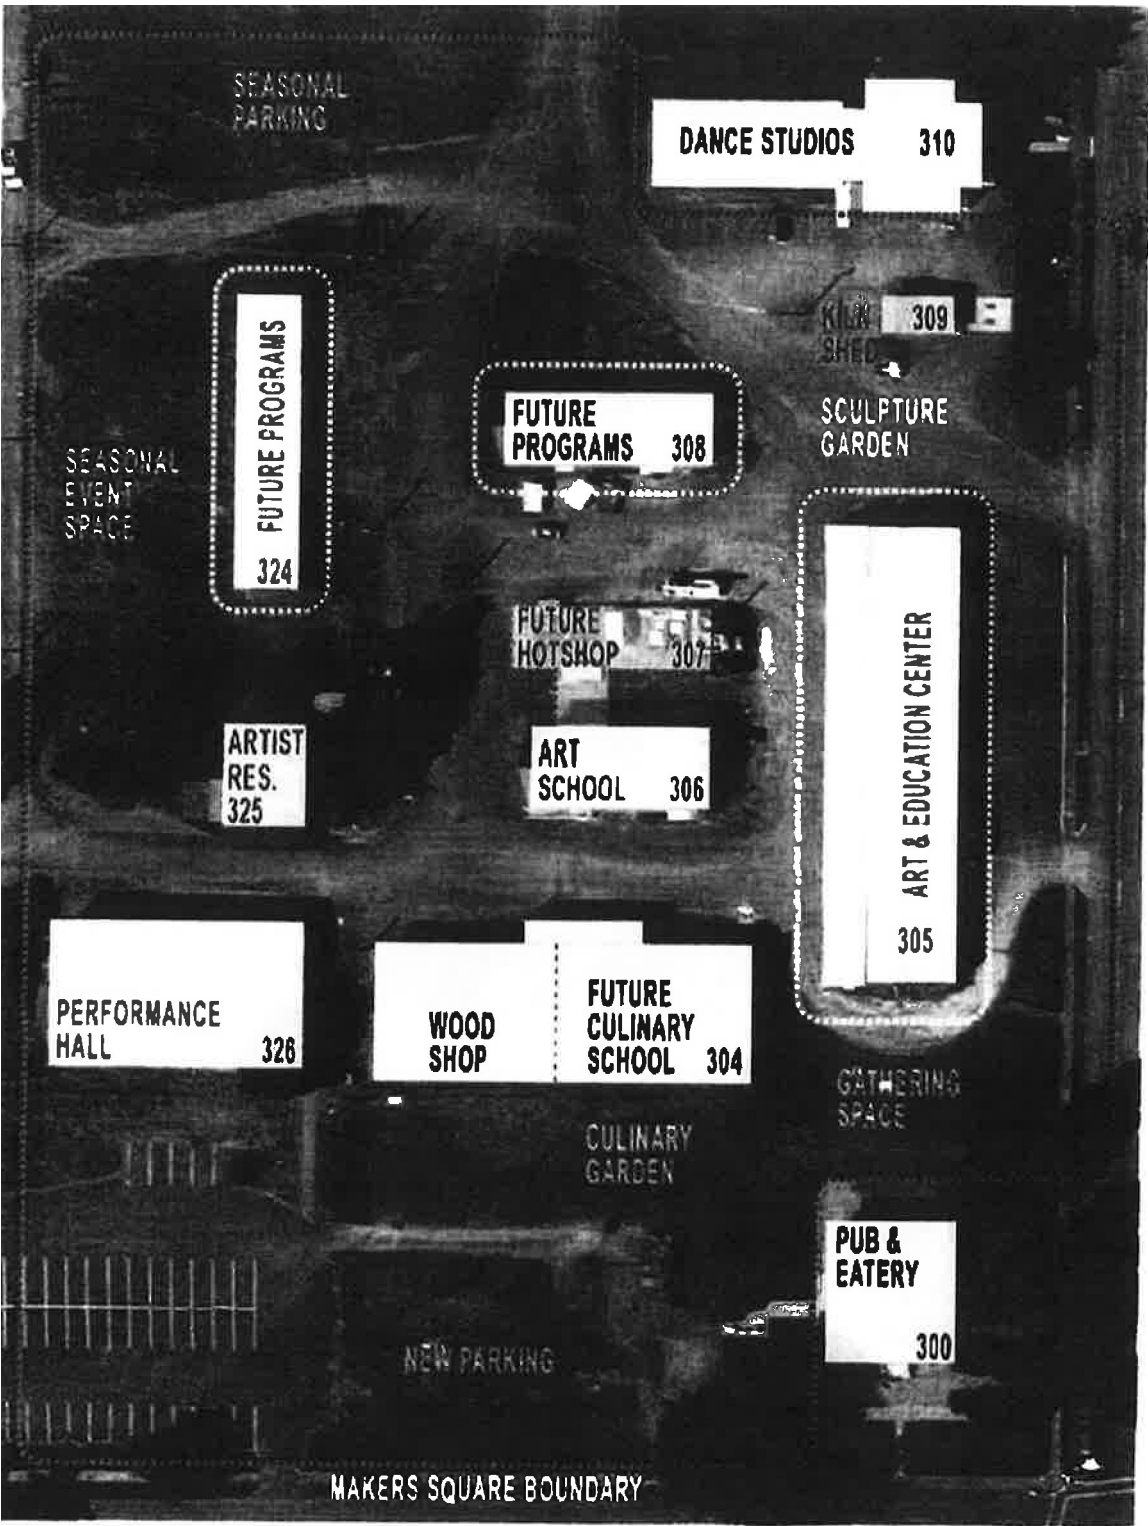 SEASONAL
PARKING
DANCE STUDIOS 310
KILN 309
SHED
FUTURE PROGRAMS
324
FUTURE
PROGRAMS 308
SCULPTURE
GARDEN
SEASONAL
EVENT
SPACE
FUTURE
HOTSHOP 307
ARTIST
RES.
325
ART
SCHOOL 306
ART & EDUCATION CENTER
305
PERFORMANCE
HALL 326
WOOD
SHOP
FUTURE
CULINARY
SCHOOL 304
GATHERING
SPACE
CULINARY
GARDEN
PUB &
EATERY
300
NEW PARKING
MAKERS SQUARE BOUNDARY